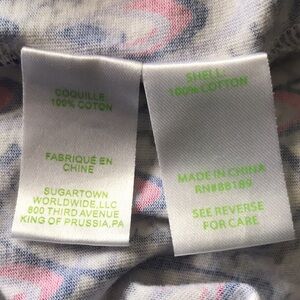 COQUILLE:
100% COTON
FABRIQUÉ EN
CHINE
SUGARTOWN
WORLDWIDE,LLC
800 THIRD AVENUE
KING OF PRUSSIA,PA
SHELL:
100% COTTON
MADE IN CHINA
RN#88189
SEE REVERSE
FOR CARE